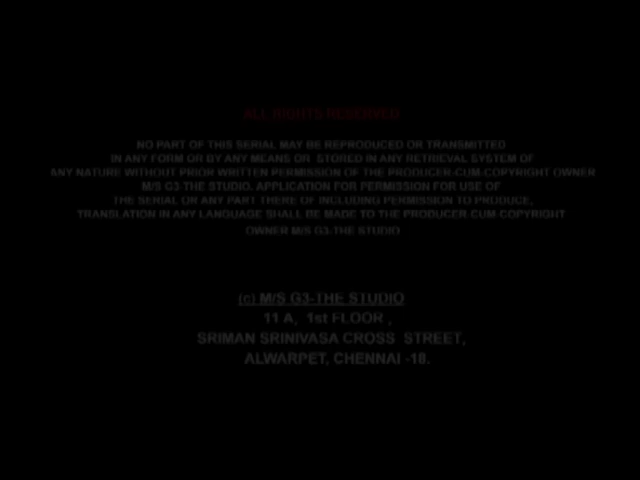 ALL RIGHTS RESERVED
NO PART OF THIS SERIAL MAY BE REPRODUCED OR TRANSMITTED
IN ANY FORM OR BY ANY MEANS OR STORED IN ANY RETRIEVAL SYSTEM OF
ANY NATURE WITHOUT PRIOR WRITTEN PERMISSION OF THE PRODUCER-CUM-COPYRIGHT OWNER
M/S G3-THE STUDIO. APPLICATION FOR PERMISSION FOR USE OF
THE SERIAL OR ANY PART THERE OF INCLUDING PERMISSION TO PRODUCE,
TRANSLATION IN ANY LANGUAGE SHALL BE MADE TO THE PRODUCER-CUM-COPYRIGHT
OWNER M/S G3-THE STUDIO
(c) M/S G3-THE STUDIO
11 A, 1st FLOOR ,
SRIMAN SRINIVASA CROSS STREET,
ALWARPET, CHENNAI -18.